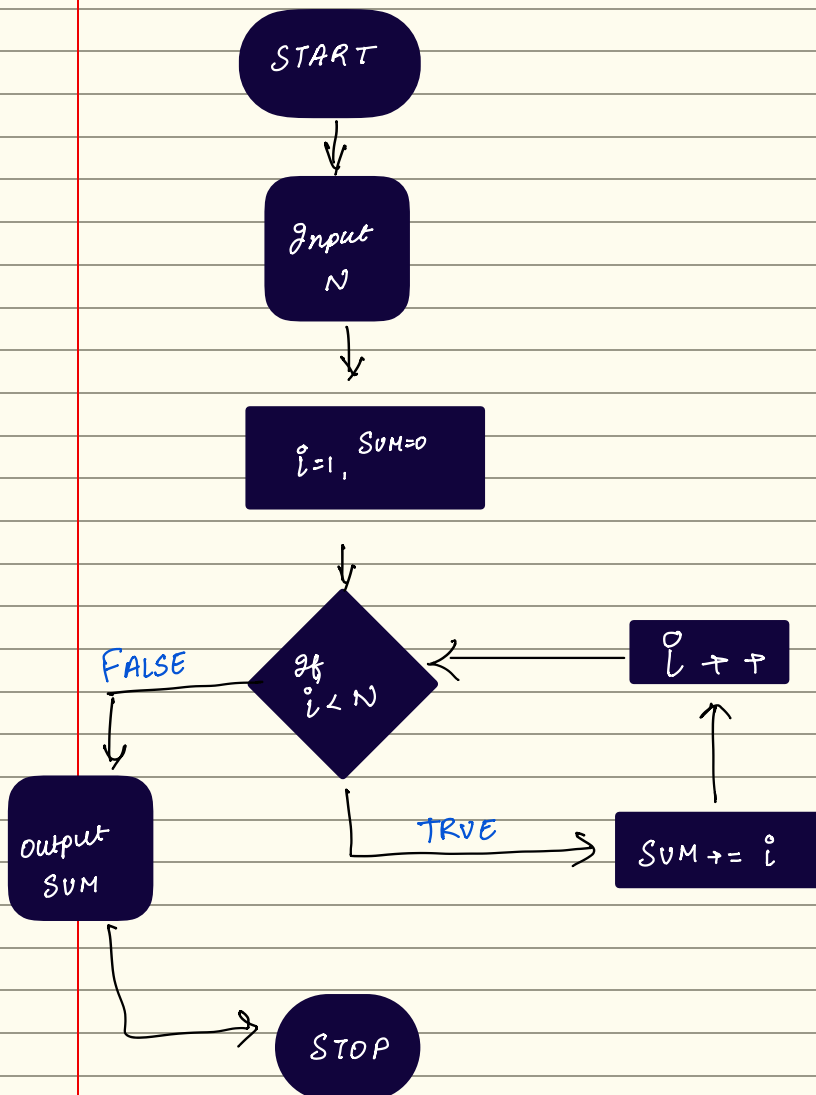 START
Input
N
i=1, SUM=0
If
i < N
FALSE
i + +
TRUE
SUM += i
Output
SUM
STOP